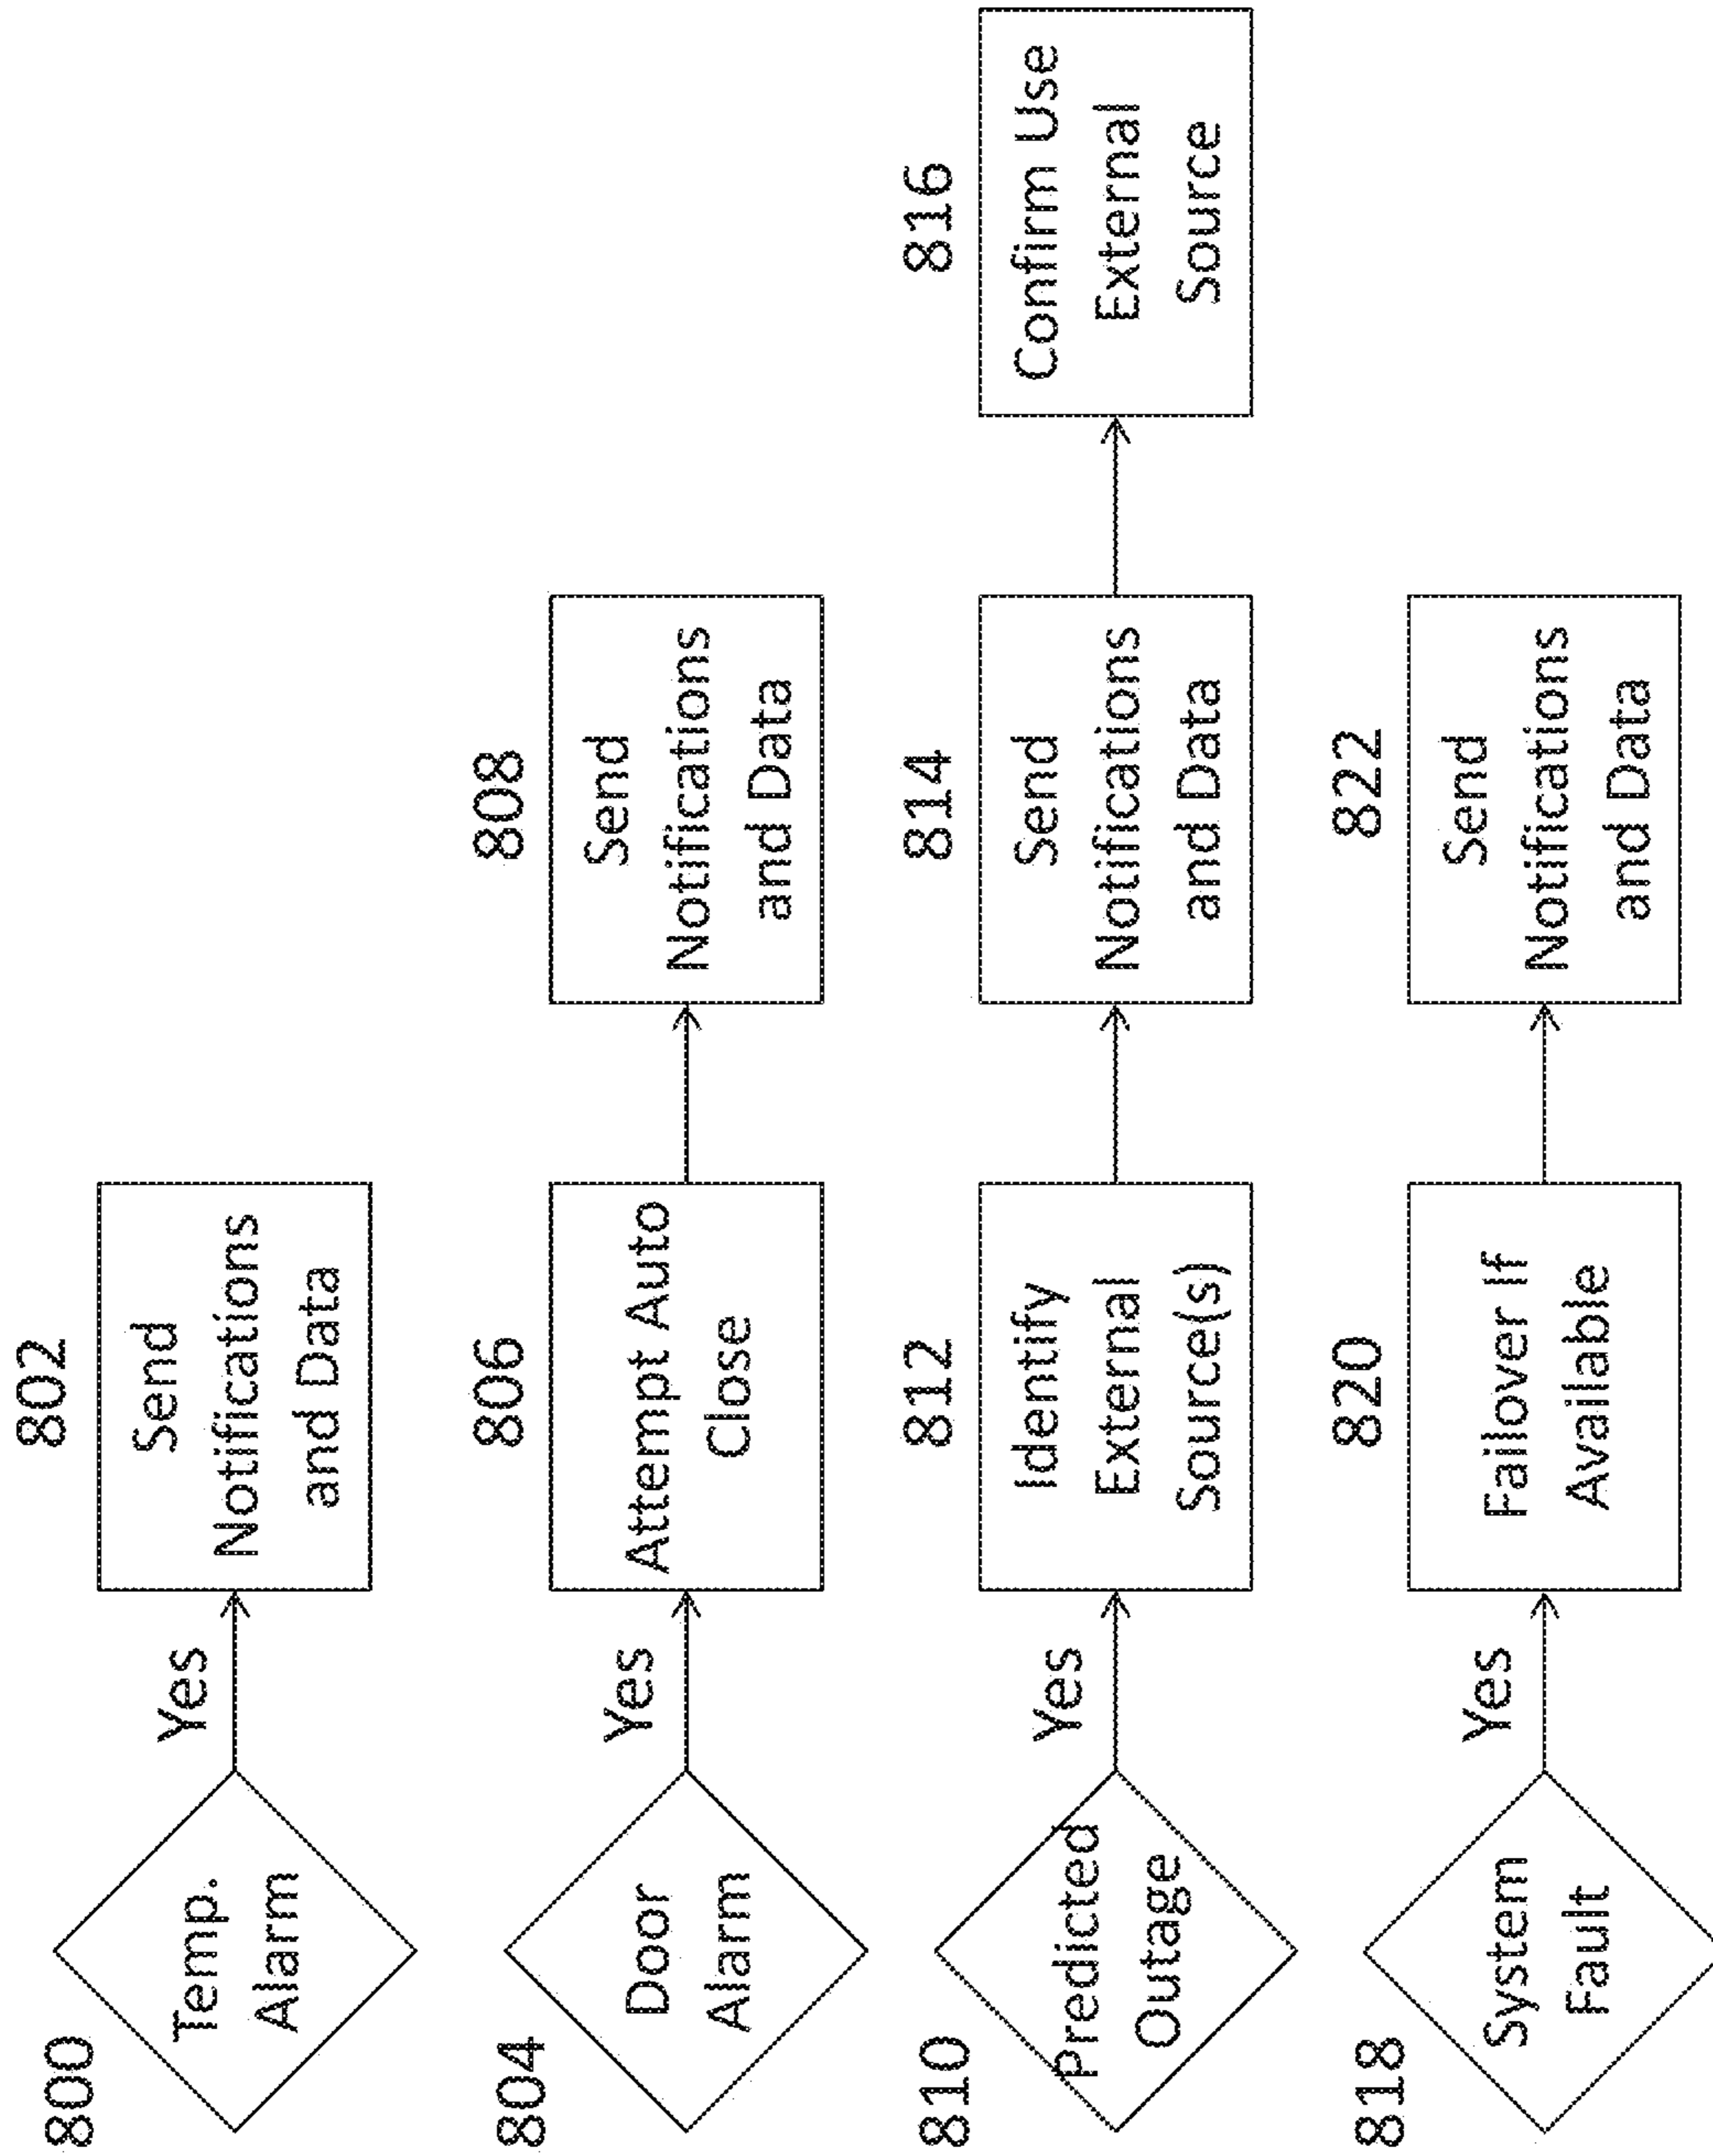 800
Temp.
Alarm
Yes
802
Send
Notifications
and Data
804
Door
Alarm
Yes
806
Attempt Auto
Close
808
Send
Notifications
and Data
810
Predicted
Outage
Yes
812
Identify
External
Source(s)
814
Send
Notifications
and Data
816
Confirm Use
External
Source
818
System
Fault
Yes
820
Failover If
Available
822
Send
Notifications
and Data